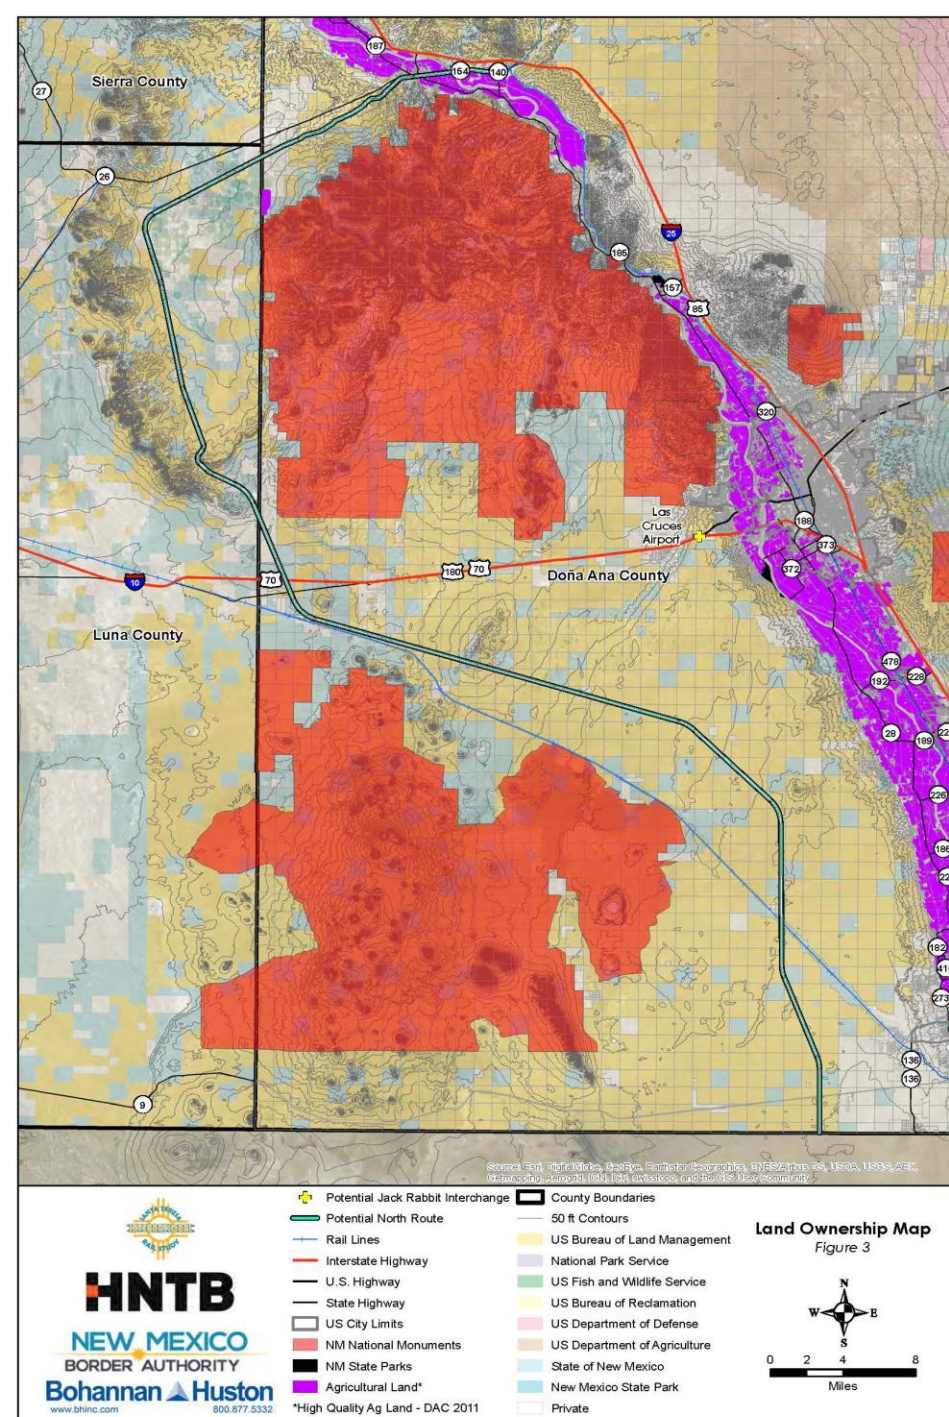 187
154
140
Sierra County
27
26
25
185
157
85
320
Las
Cruces
Airport
188
373
180
70
70
10
Doña Ana County
372
Luna County
478
192
228
28
189
226
186
182
273
136
136
9
Source: Esri, DigitalGlobe, GeoEye, Earthstar Geographics, CNES/Airbus DS, USDA, USGS, AEX,
Getmapping, Aerogrid, IGN, IGP, swisstopo, and the GIS User Community
SANTA TERESA
RAIL STUDY
HNTB
NEW MEXICO
BORDER AUTHORITY
Bohannan Huston
www.bhinc.com 800.877.5332
Potential Jack Rabbit Interchange
Potential North Route
Rail Lines
Interstate Highway
U.S. Highway
State Highway
US City Limits
NM National Monuments
NM State Parks
Agricultural Land*
*High Quality Ag Land - DAC 2011
County Boundaries
50 ft Contours
US Bureau of Land Management
National Park Service
US Fish and Wildlife Service
US Bureau of Reclamation
US Department of Defense
US Department of Agriculture
State of New Mexico
New Mexico State Park
Private
Land Ownership Map
Figure 3
N
W E
S
0 2 4 8
Miles